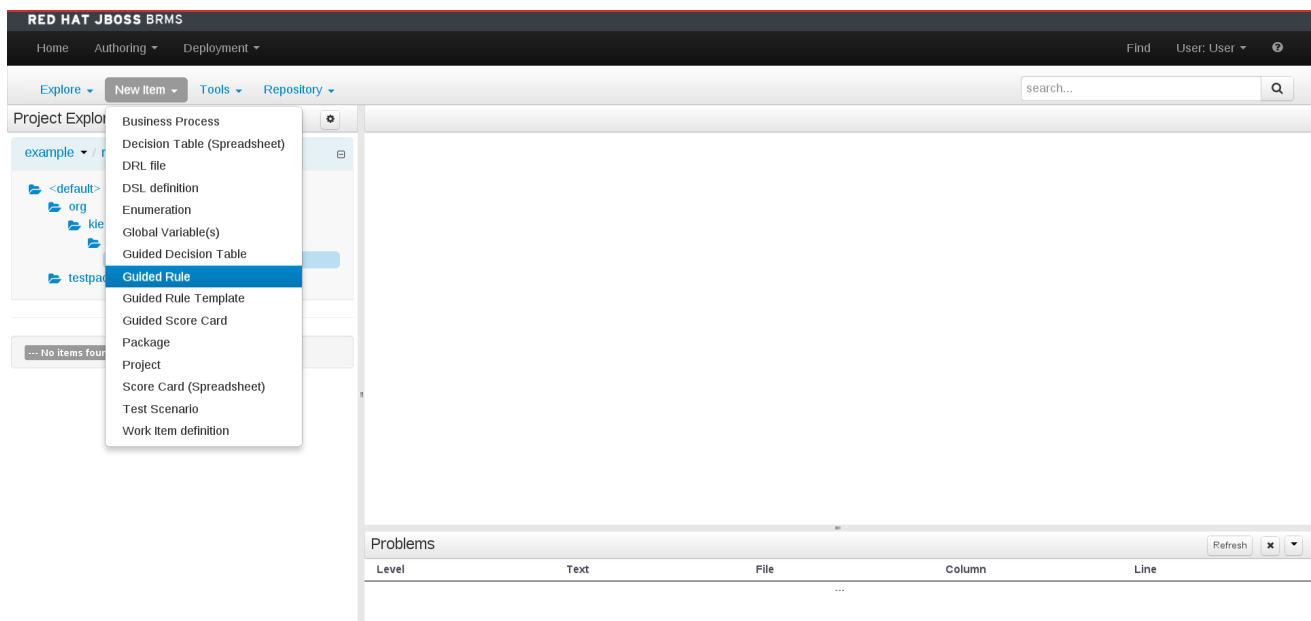 RED HAT JBOSS BRMS
Home Authoring Deployment Find User: User
Explore New Item Tools Repository search...
Project Explor
Business Process
Decision Table (Spreadsheet)
example / r
DRL file
<default>
DSL definition
org
Enumeration
kie
Global Variable(s)
Guided Decision Table
testpac
Guided Rule
Guided Rule Template
Guided Score Card
Package
--- No items foun
Project
Score Card (Spreadsheet)
Test Scenario
Work Item definition
Problems Refresh
Level Text File Column Line
---